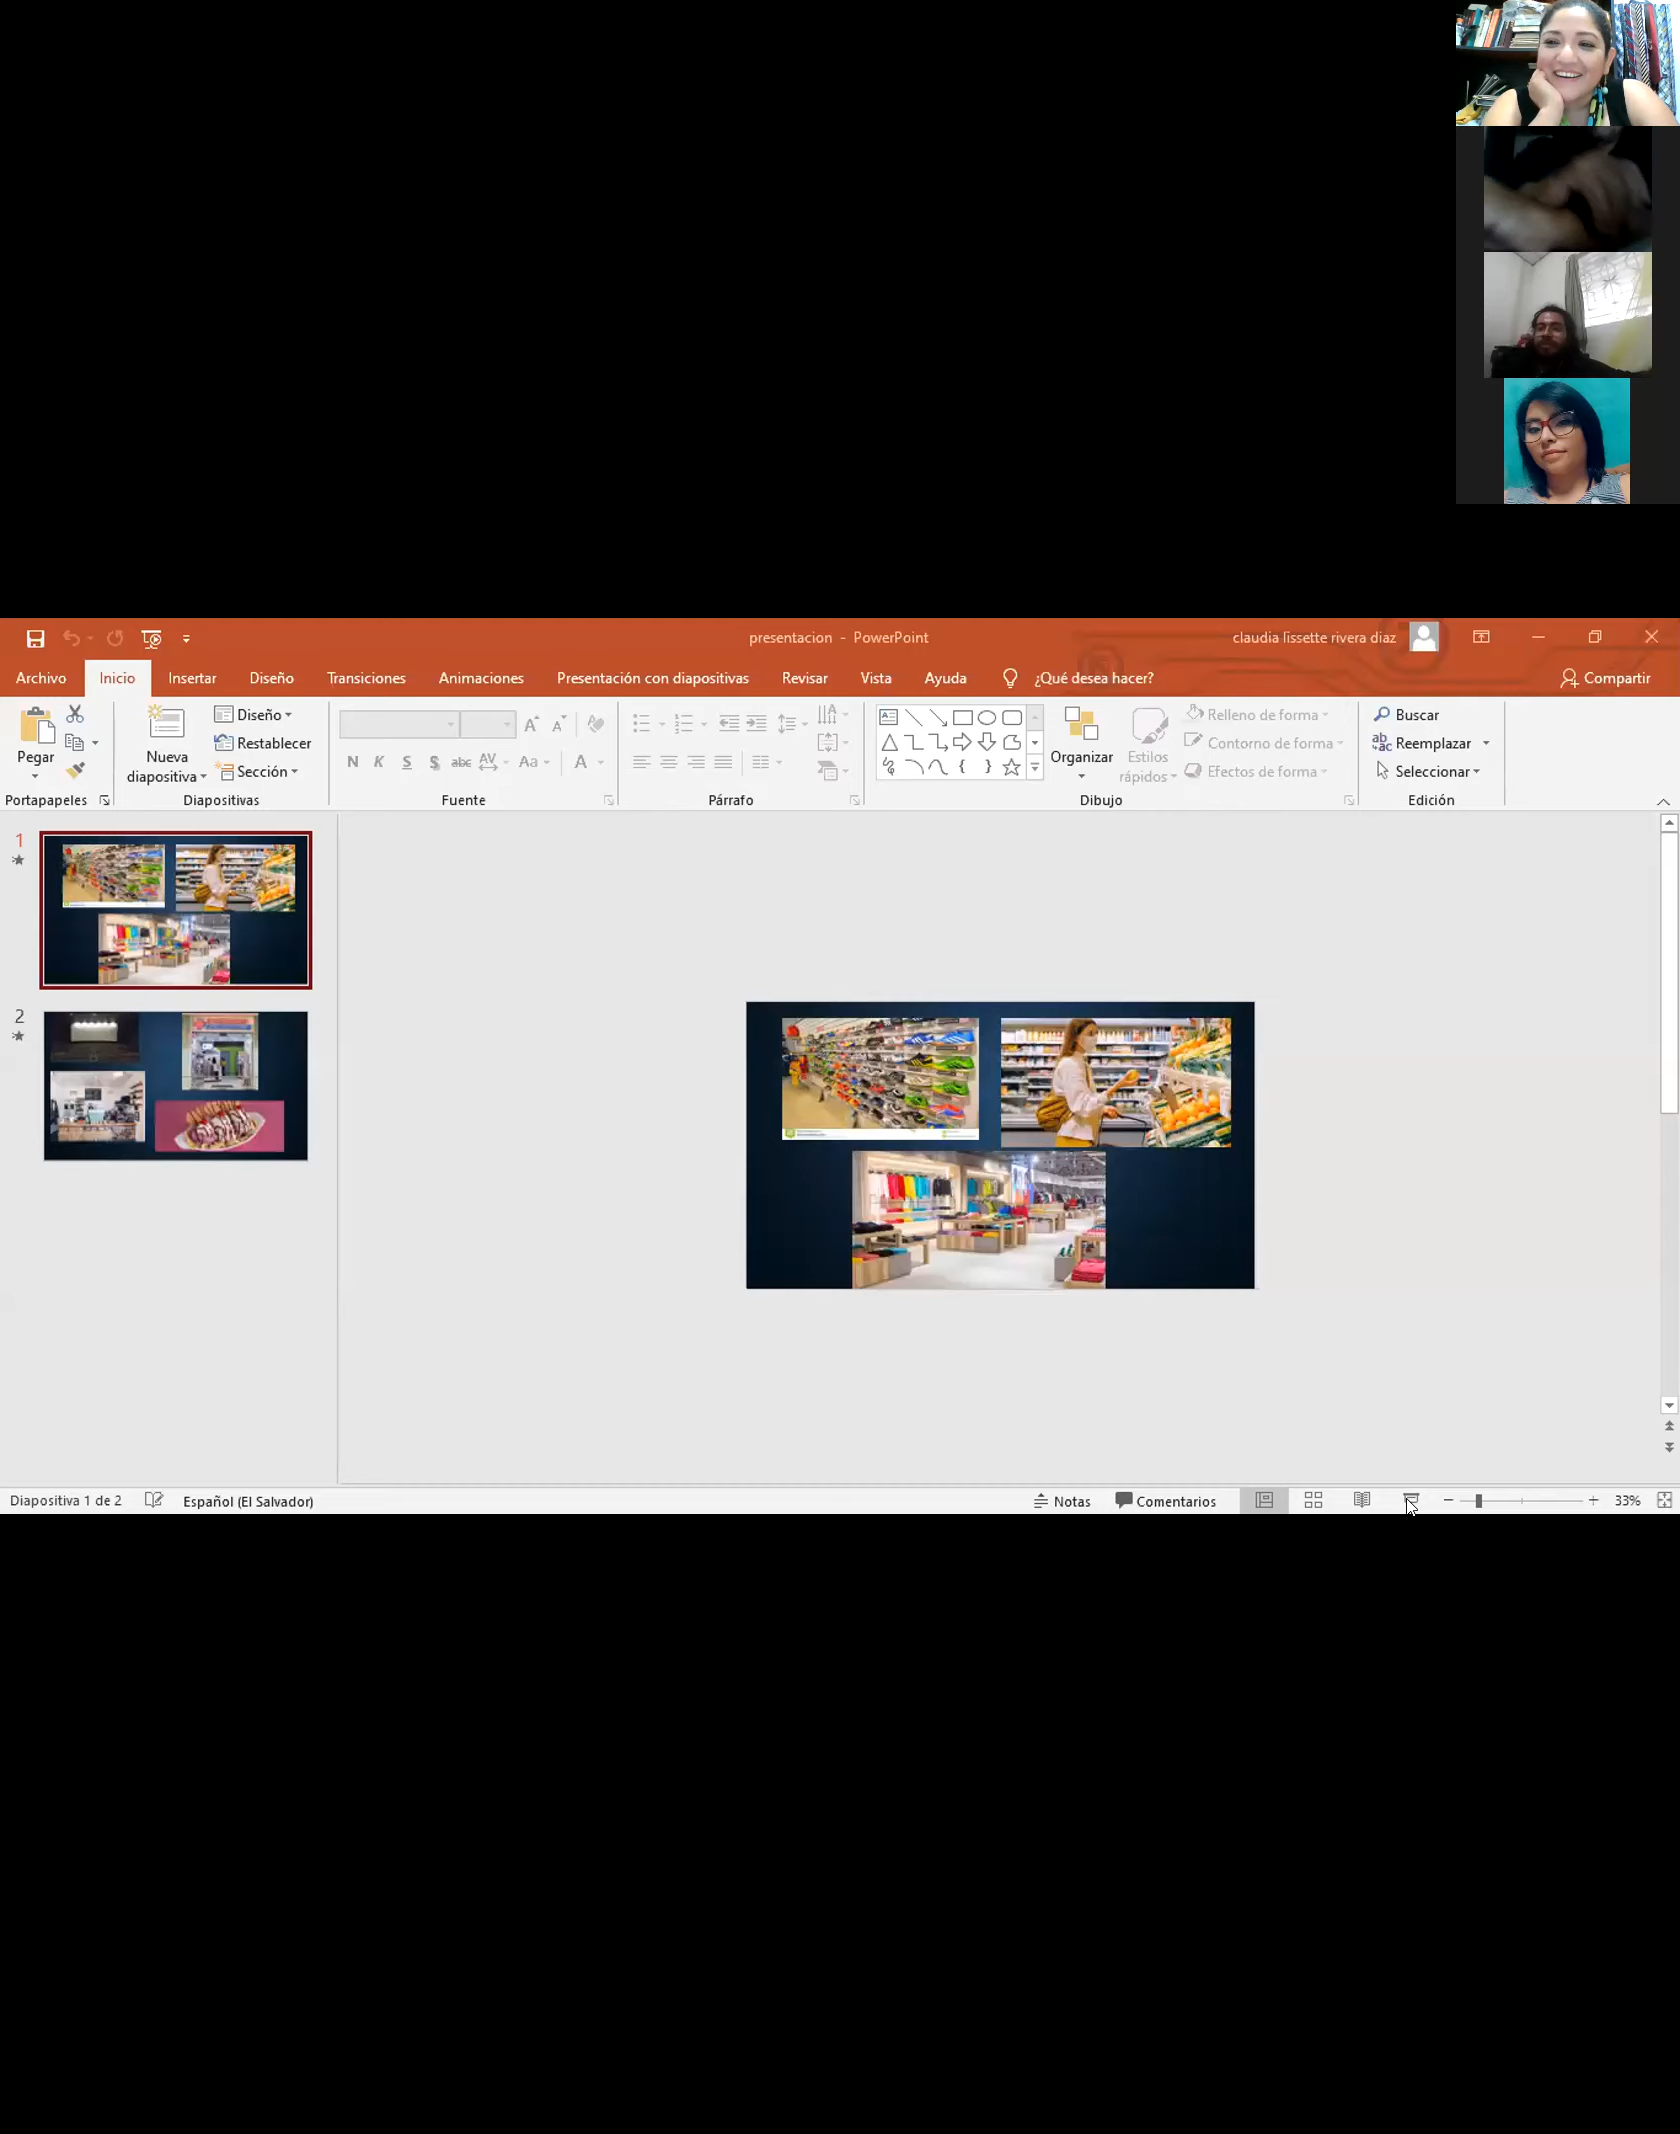 presentacion - PowerPoint
claudia lissette rivera diaz
Archivo
Inicio
Insertar
Diseño
Transiciones
Animaciones
Presentación con diapositivas
Revisar
Vista
Ayuda
¿Qué desea hacer?
Compartir
Pegar
Nueva
diapositiva
Diseño
Restablecer
Sección
N K S S abc AV Aa A
Organizar
Estilos
rápidos
Relleno de forma
Contorno de forma
Efectos de forma
Buscar
Reemplazar
Seleccionar
Portapapeles
Diapositivas
Fuente
Párrafo
Dibujo
Edición
1
2
Diapositiva 1 de 2
Español (El Salvador)
Notas
Comentarios
33%